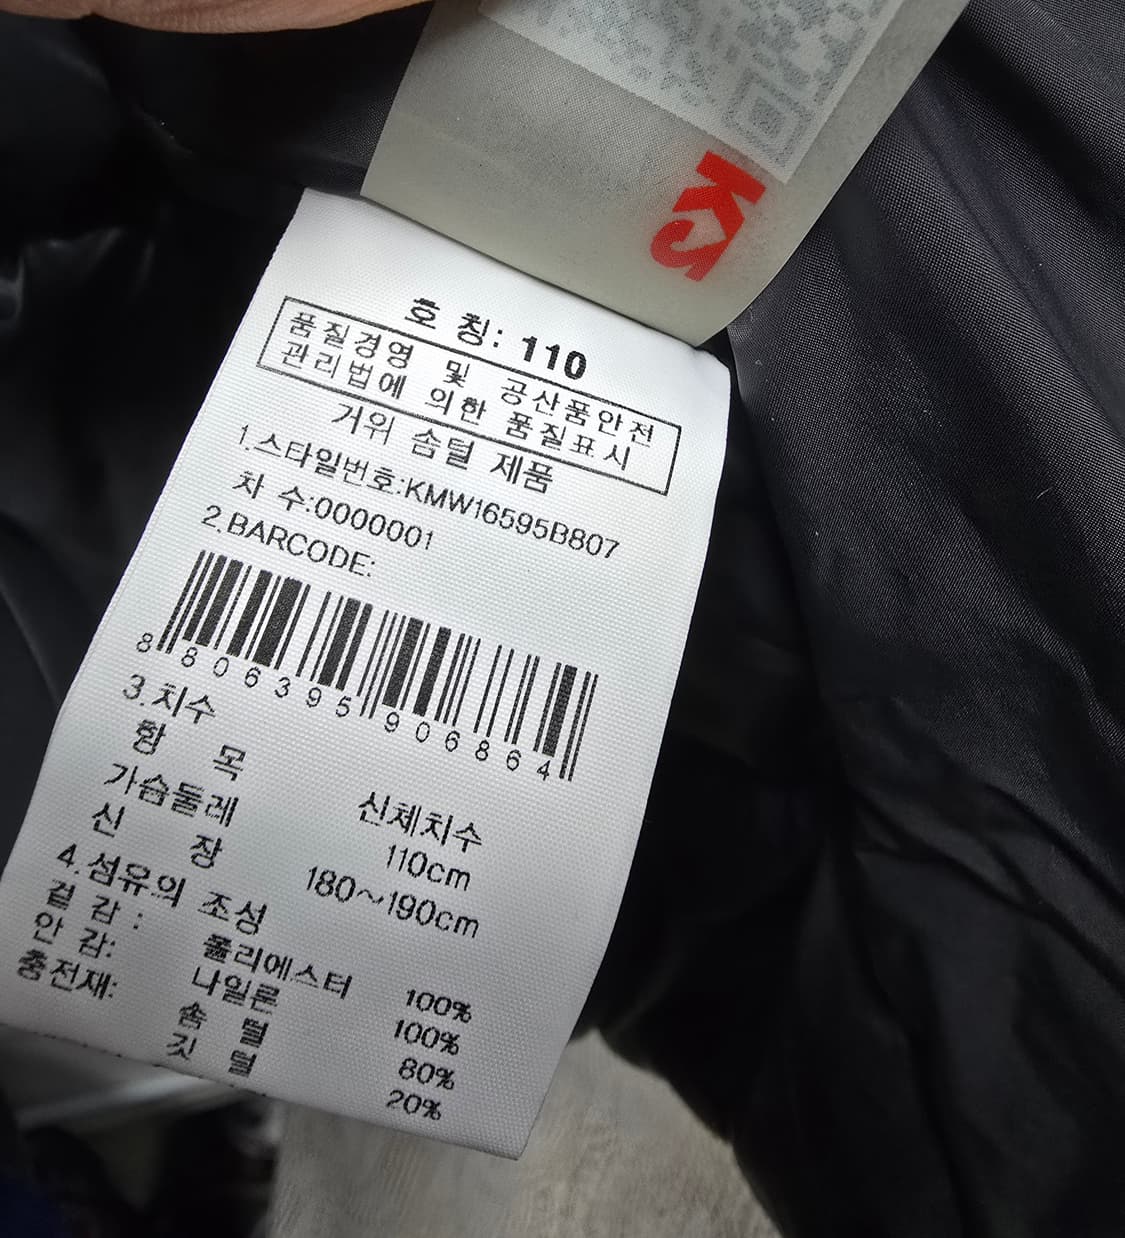 KS
호 칭: 110
품질경영 및 공산품안전
관리법에 의한 품질표시
거위 솜털 제품
1.스타일번호:KMW16595B807
차 수:0000001
2.BARCODE:
8 806395 906864
3.치수
항 목 신체치수
가슴둘레 110cm
신 장 180~190cm
4.섬유의 조성
겉 감: 폴리에스터 100%
안 감: 나일론 100%
충전재: 솜 털 80%
깃 털 20%